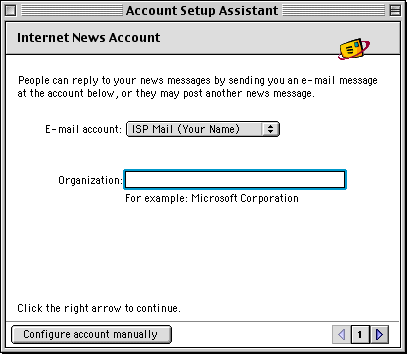 Account Setup Assistant
Internet News Account
People can reply to your news messages by sending you an e-mail message
at the account below, or they may post another news message.
E-mail account: ISP Mail (Your Name)
Organization:
For example: Microsoft Corporation
Click the right arrow to continue.
Configure account manually 1